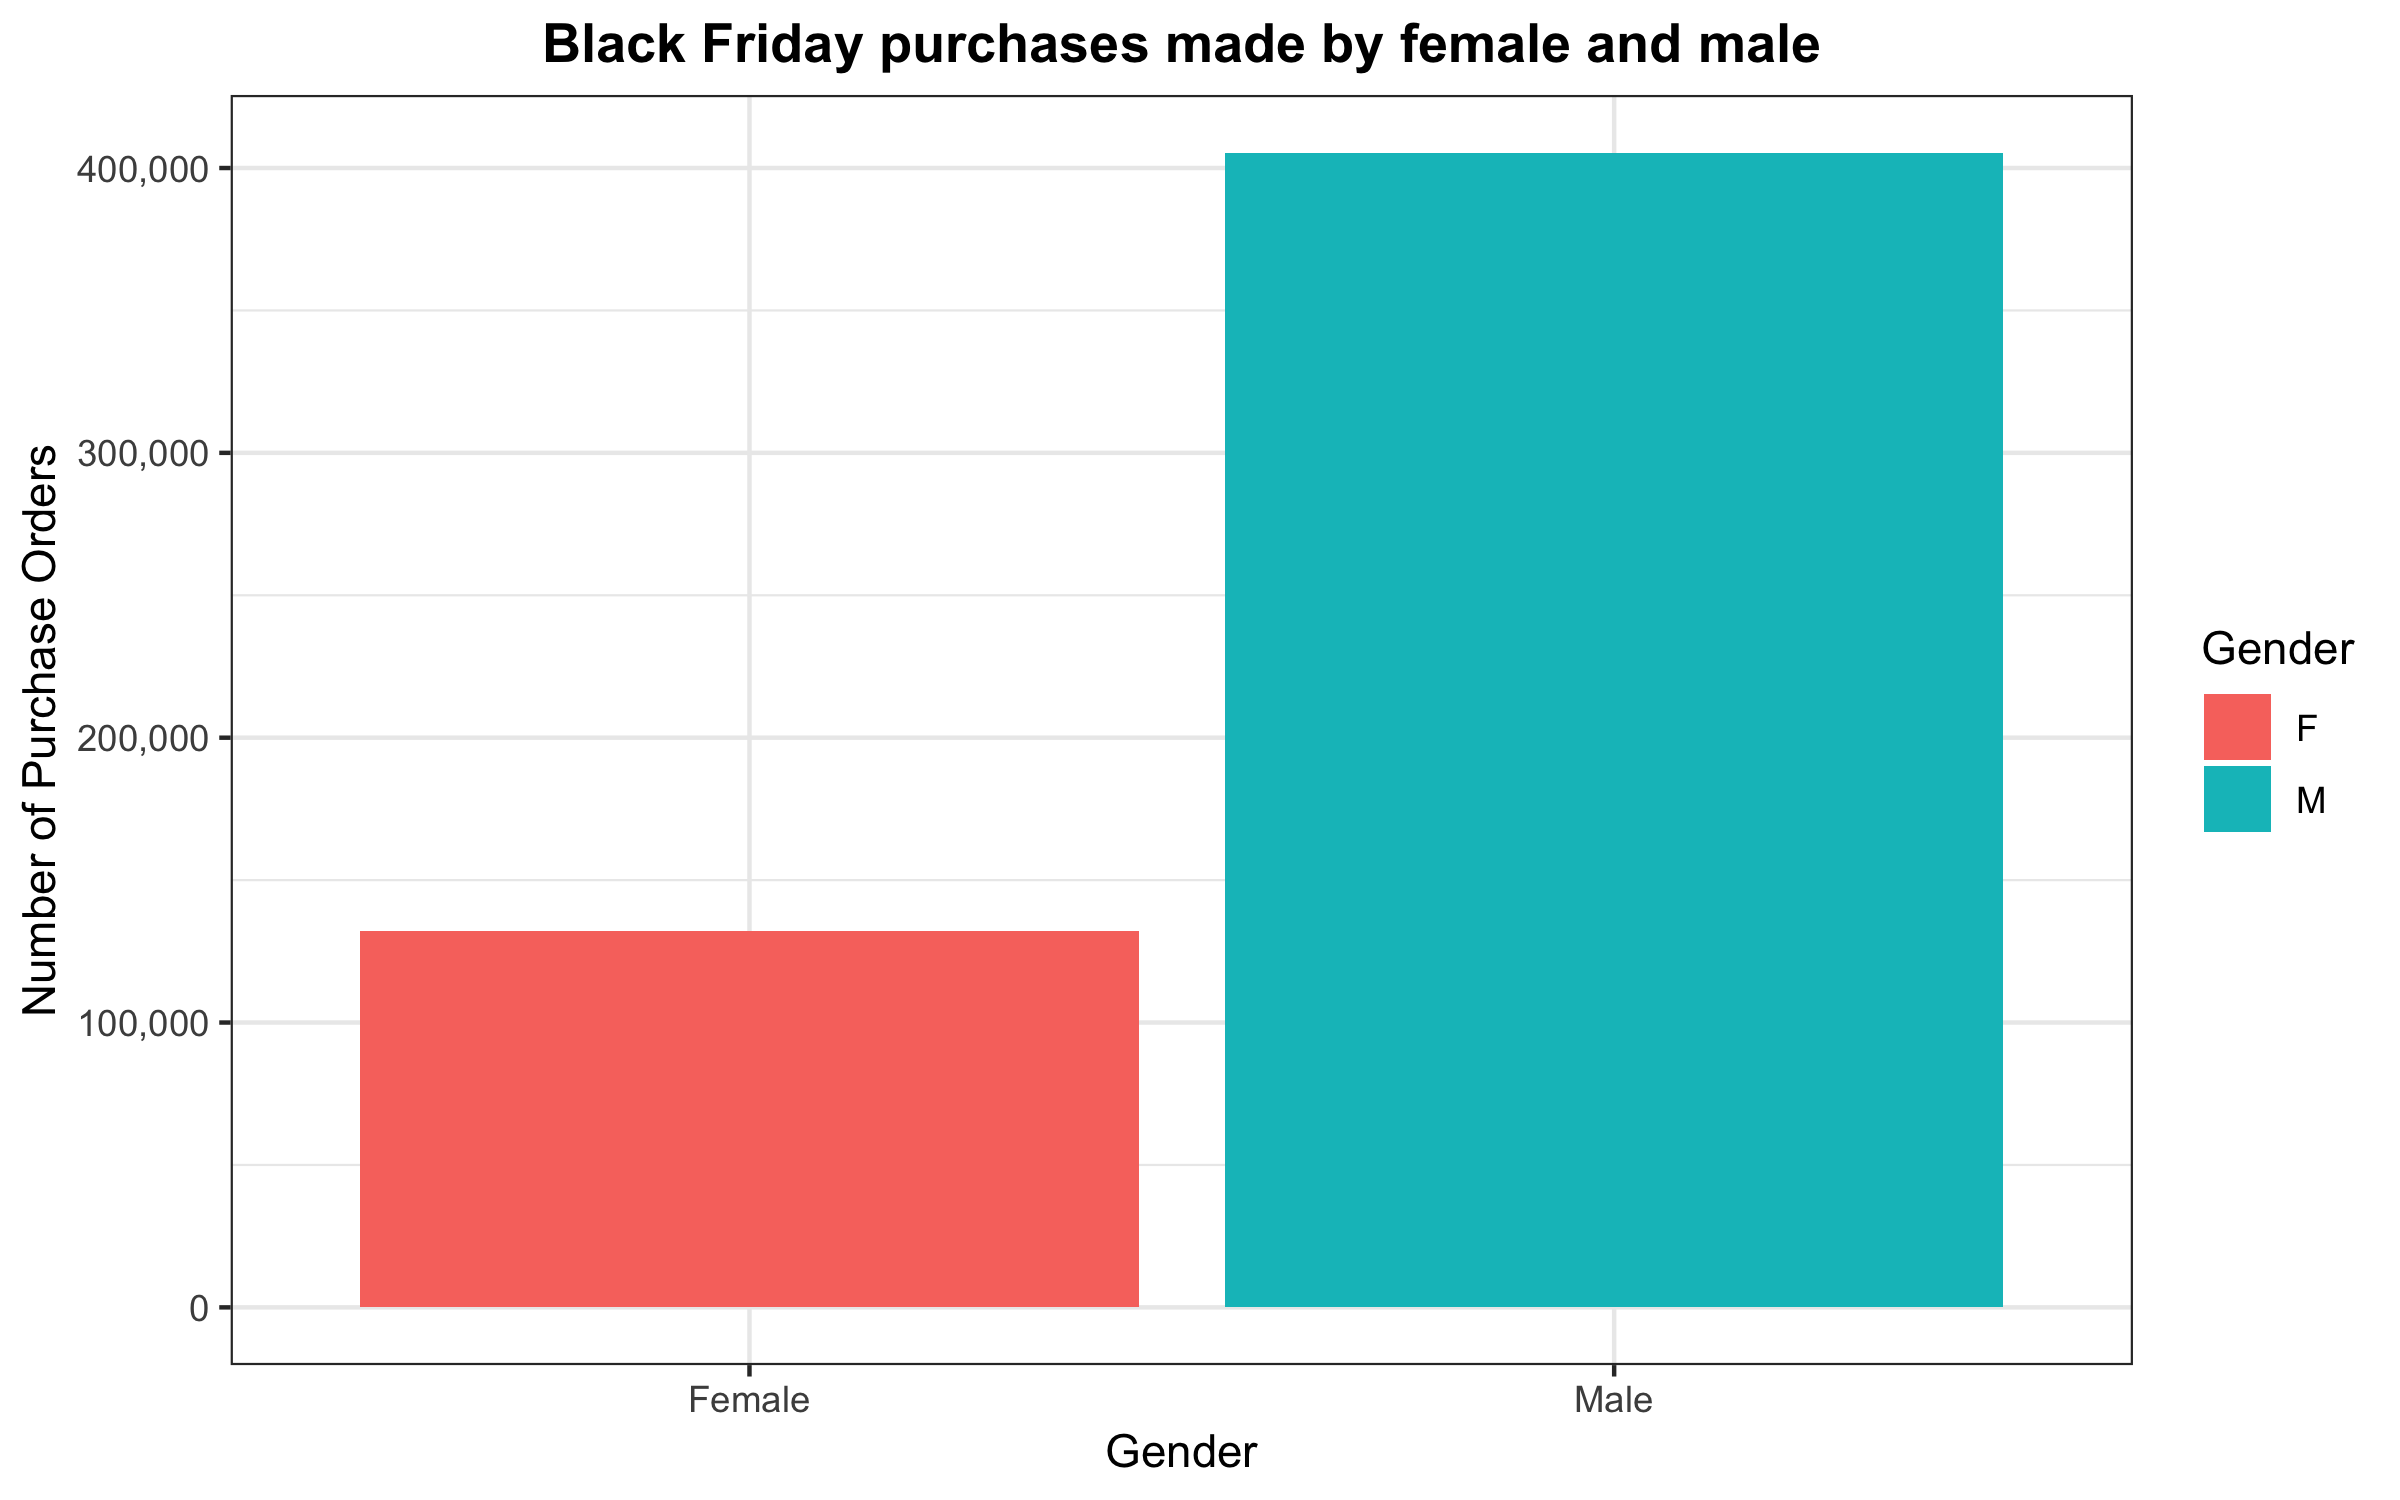 Black Friday purchases made by female and male
Number of Purchase Orders
400,000
300,000
200,000
100,000
0
Female
Male
Gender
Gender
F
M